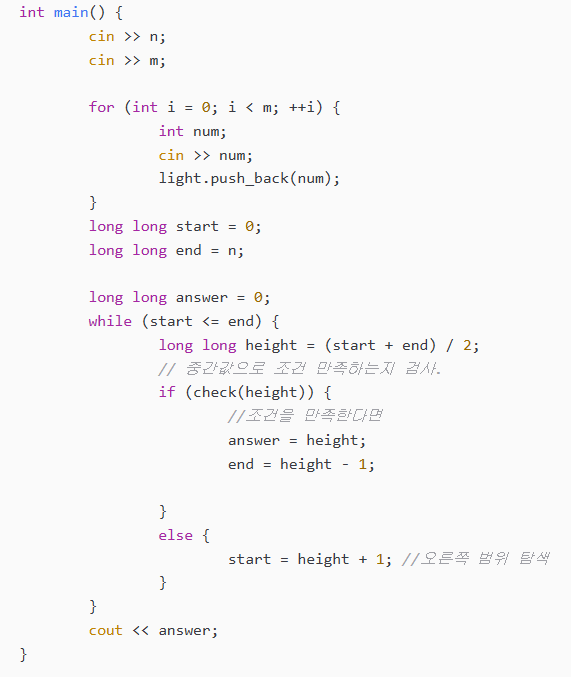 int main() {
cin >> n;
cin >> m;
for (int i = 0; i < m; ++i) {
int num;
cin >> num;
light.push_back(num);
}
long long start = 0;
long long end = n;
long long answer = 0;
while (start <= end) {
long long height = (start + end) / 2;
// 중간값으로 조건 만족하는지 검사.
if (check(height)) {
//조건을 만족한다면
answer = height;
end = height - 1;
}
else {
start = height + 1; //오른쪽 범위 탐색
}
}
cout << answer;
}